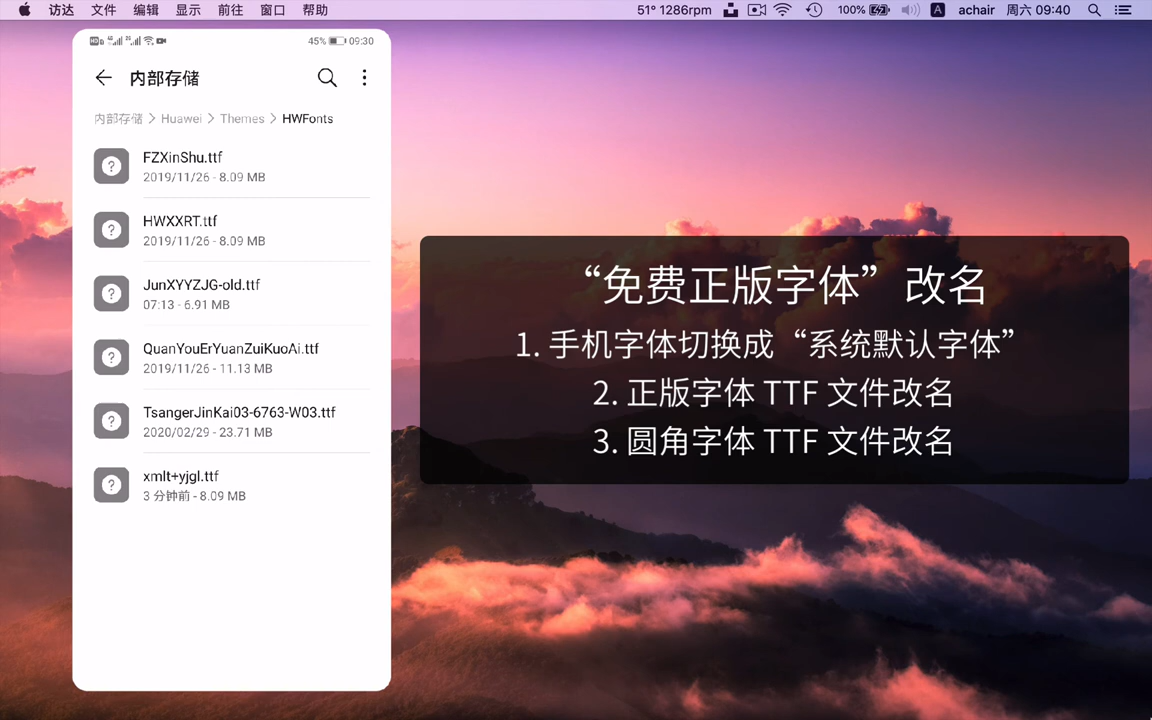 访达 文件 编辑 显示 前往 窗口 帮助
51° 1286rpm 100% A achair 周六 09:40
45% 09:30
内部存储
内部存储 > Huawei > Themes > HWFonts
FZXinShu.ttf
2019/11/26 - 8.09 MB
HWXXRT.ttf
2019/11/26 - 8.09 MB
JunXYYZJG-old.ttf
07:13 - 6.91 MB
QuanYouErYuanZuiKuoAi.ttf
2019/11/26 - 11.13 MB
TsangerJinKai03-6763-W03.ttf
2020/02/29 - 23.71 MB
xmlt+yjgl.ttf
3 分钟前 - 8.09 MB
“免费正版字体”改名
1. 手机字体切换成“系统默认字体”
2. 正版字体 TTF 文件改名
3. 圆角字体 TTF 文件改名